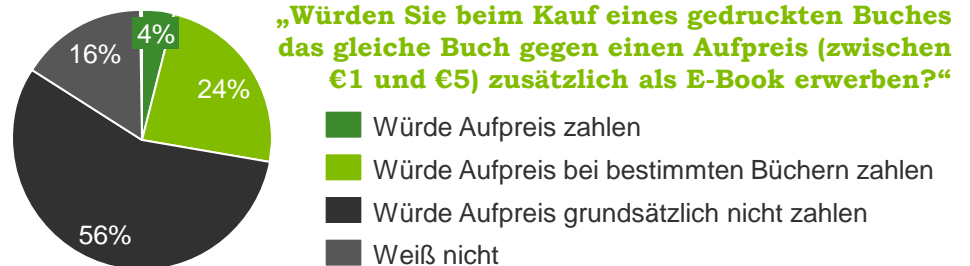 „Würden Sie beim Kauf eines gedruckten Buches
das gleiche Buch gegen einen Aufpreis (zwischen
€1 und €5) zusätzlich als E-Book erwerben?“
4%
16%
24%
56%
Würde Aufpreis zahlen
Würde Aufpreis bei bestimmten Büchern zahlen
Würde Aufpreis grundsätzlich nicht zahlen
Weiß nicht